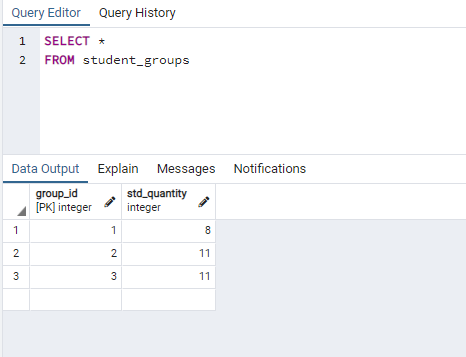 Query Editor Query History
1 SELECT *
2 FROM student_groups
Data Output Explain Messages Notifications
group_id std_quantity
[PK] integer integer
1 1 8
2 2 11
3 3 11